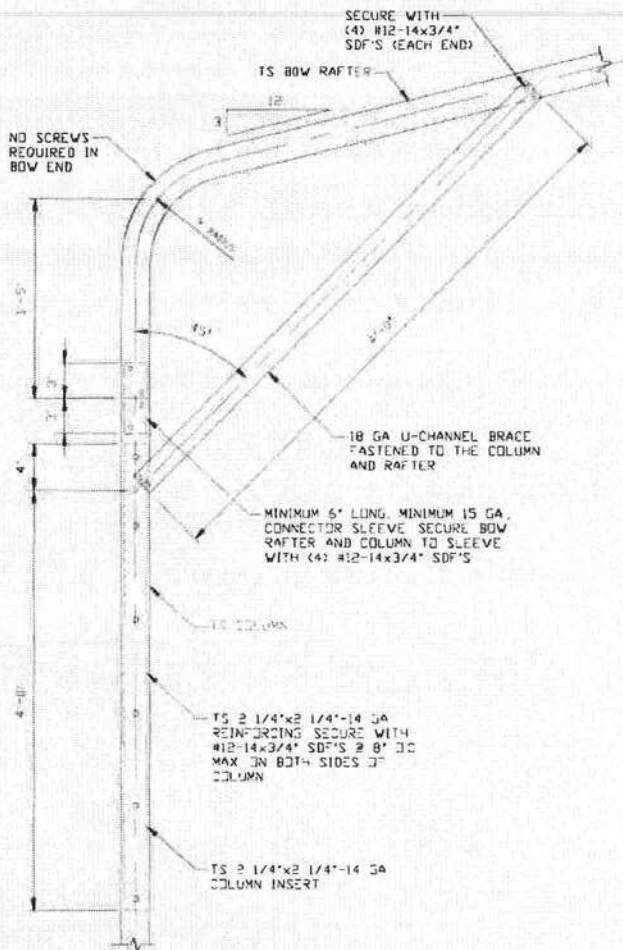 SECURE WITH
(4) #12-14x3/4"
SDF'S (EACH END)
TS BOW RAFTER
12
3
NO SCREWS
REQUIRED IN
BOW END
RADIUS
1'-5"
45°
3"
3"
4"
18 GA U-CHANNEL BRACE
FASTENED TO THE COLUMN
AND RAFTER
MINIMUM 6" LONG, MINIMUM 15 GA,
CONNECTOR SLEEVE SECURE BOW
RAFTER AND COLUMN TO SLEEVE
WITH (4) #12-14x3/4" SDF'S
TS COLUMN
TS 2 1/4"x2 1/4"-14 GA
REINFORCING SECURE WITH
#12-14x3/4" SDF'S @ 8" OC
MAX ON BOTH SIDES OF
COLUMN
TS 2 1/4"x2 1/4"-14 GA
COLUMN INSERT